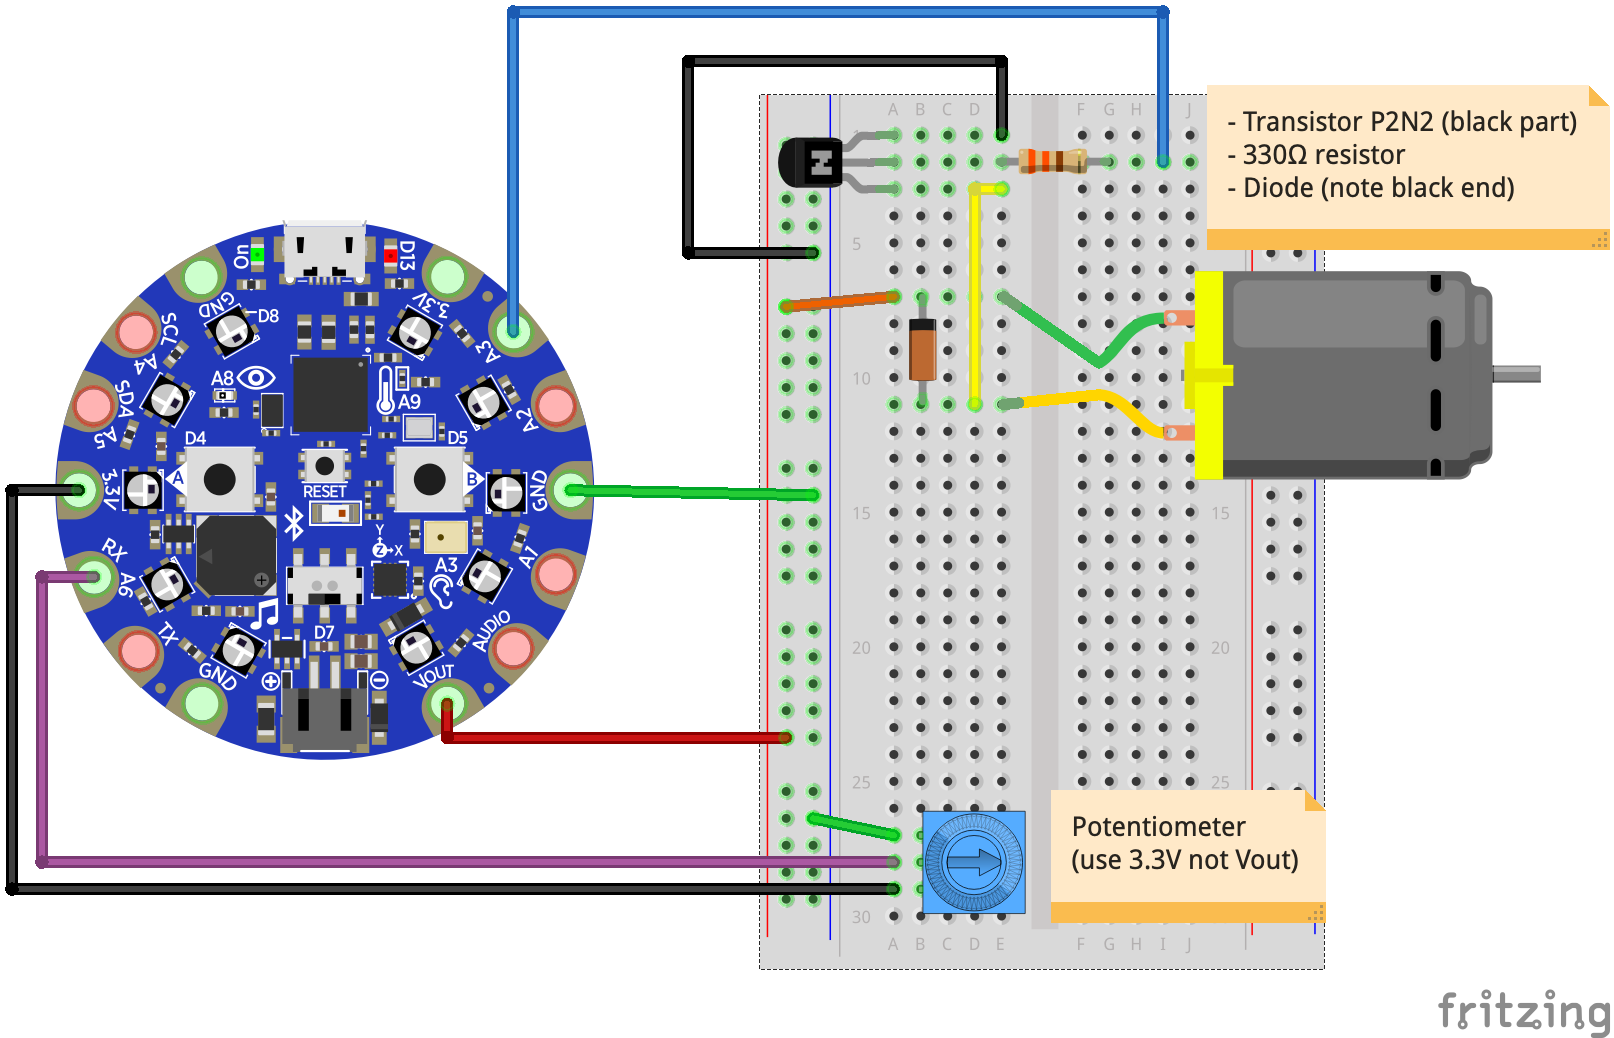 A B C D E F G H I J
1
- Transistor P2N2 (black part)
- 330Ω resistor
- Diode (note black end)
5
On
D13
GND
3.3V
D8
SCL
A4
A3
A8
A9
SDA
A5
A2
10
D4
D5
3.3V
A
B
RESET
GND
15
15
RX
A6
Y
Z
X
A3
A1
TX
D7
AUDIO
GND
VOUT
20
20
25
25
Potentiometer
(use 3.3V not Vout)
30
A B C D E F G H I J
fritzing